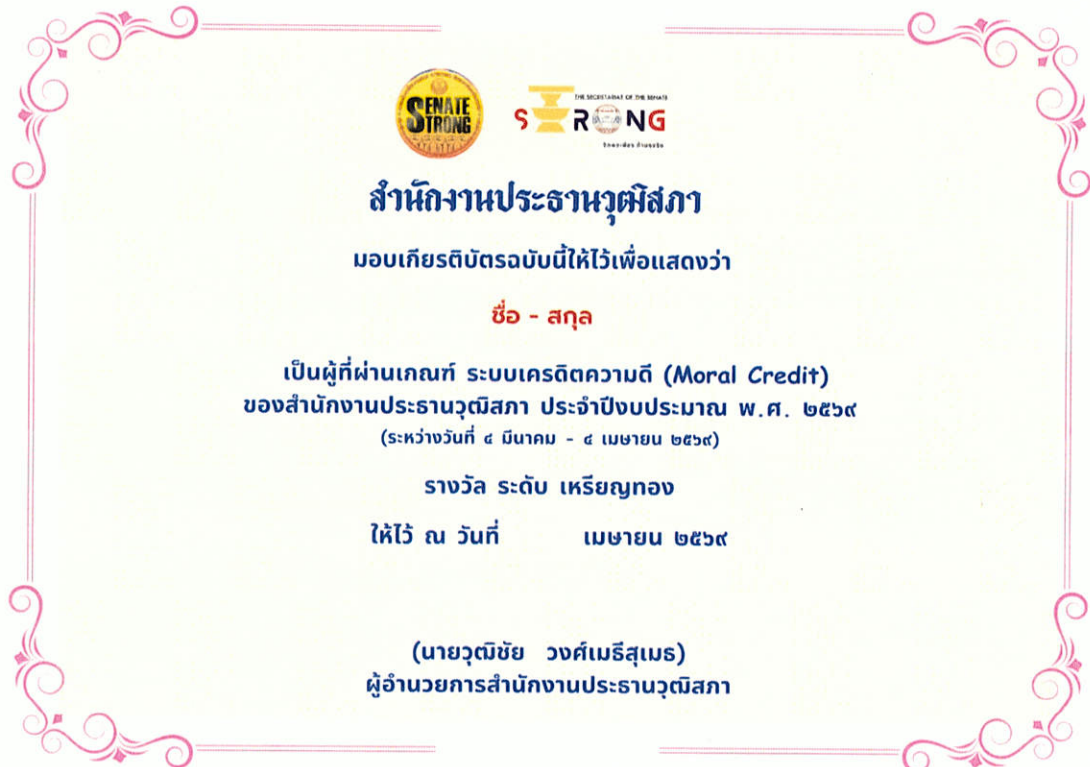 SENATE
STRONG
THE SECRETARIAT OF THE SENATE
STRONG
สำนักงานประธานวุฒิสภา
มอบเกียรติบัตรฉบับนี้ให้ไว้เพื่อแสดงว่า
ชื่อ - สกุล
เป็นผู้ที่ผ่านเกณฑ์ ระบบเครดิตความดี (Moral Credit)
ของสำนักงานประธานวุฒิสภา ประจำปีงบประมาณ พ.ศ. ๒๕๖๙
(ระหว่างวันที่ ๔ มีนาคม - ๔ เมษายน ๒๕๖๙)
รางวัล ระดับ เหรียญทอง
ให้ไว้ ณ วันที่ เมษายน ๒๕๖๙
(นายวุฒิชัย วงศ์เมธีสุเมธ)
ผู้อำนวยการสำนักงานประธานวุฒิสภา